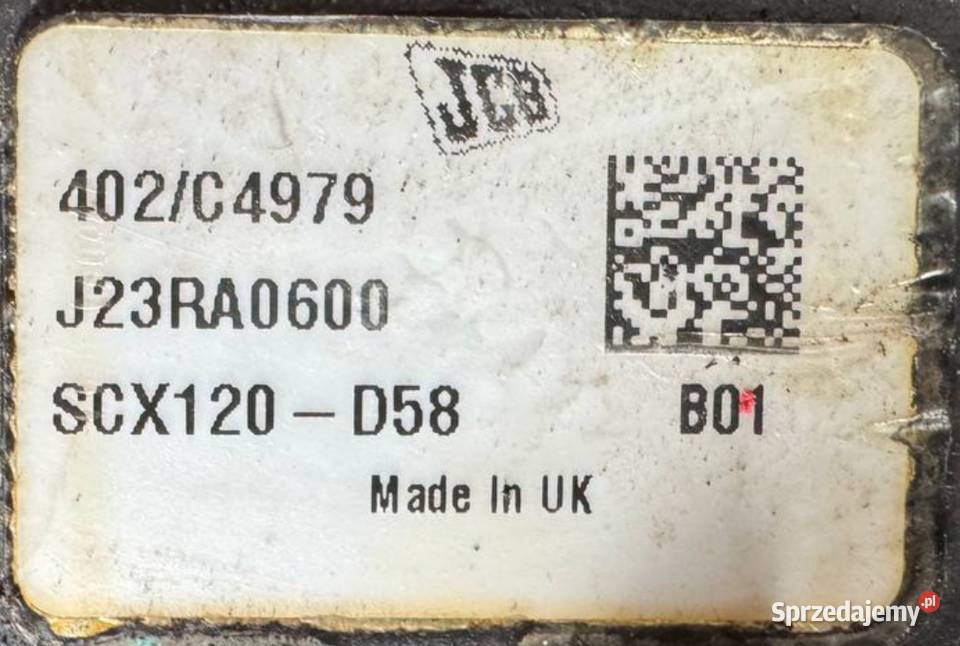 JCB
402/C4979
J23RA0600
SCX120 – D58 B01
Made In UK
Sprzedajemy.pl